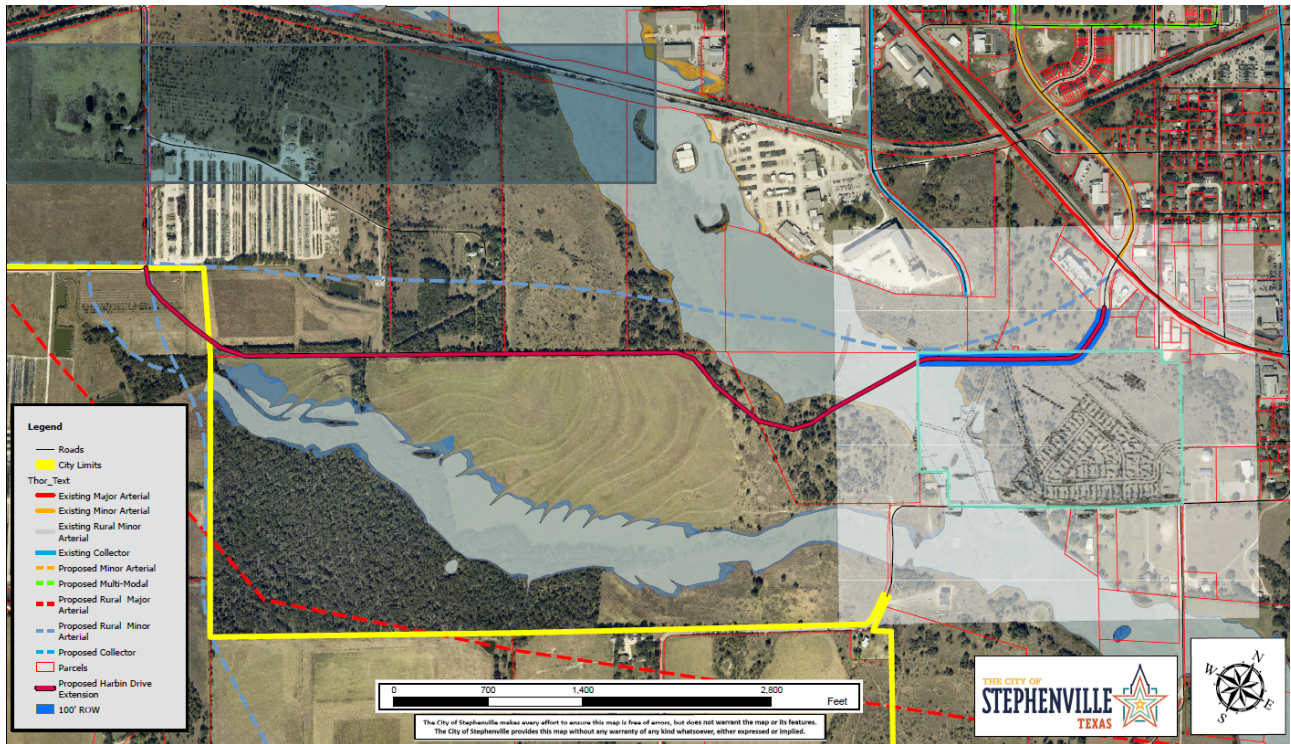 Legend
Roads
City Limits
Thor_Text
Existing Major Arterial
Existing Minor Arterial
Existing Rural Minor
Arterial
Existing Collector
Proposed Minor Arterial
Proposed Multi-Modal
Proposed Rural Major
Arterial
Proposed Rural Minor
Arterial
Proposed Collector
Parcels
Proposed Harbin Drive
Extension
100' ROW
0 700 1,400 2,800
Feet
The City of Stephenville makes every effort to ensure this map is free of errors, but does not warrant the map or its features.
The City of Stephenville provides this map without any warranty of any kind whatsoever, either expressed or implied.
THE CITY OF
STEPHENVILLE
TEXAS
N
W
E
S